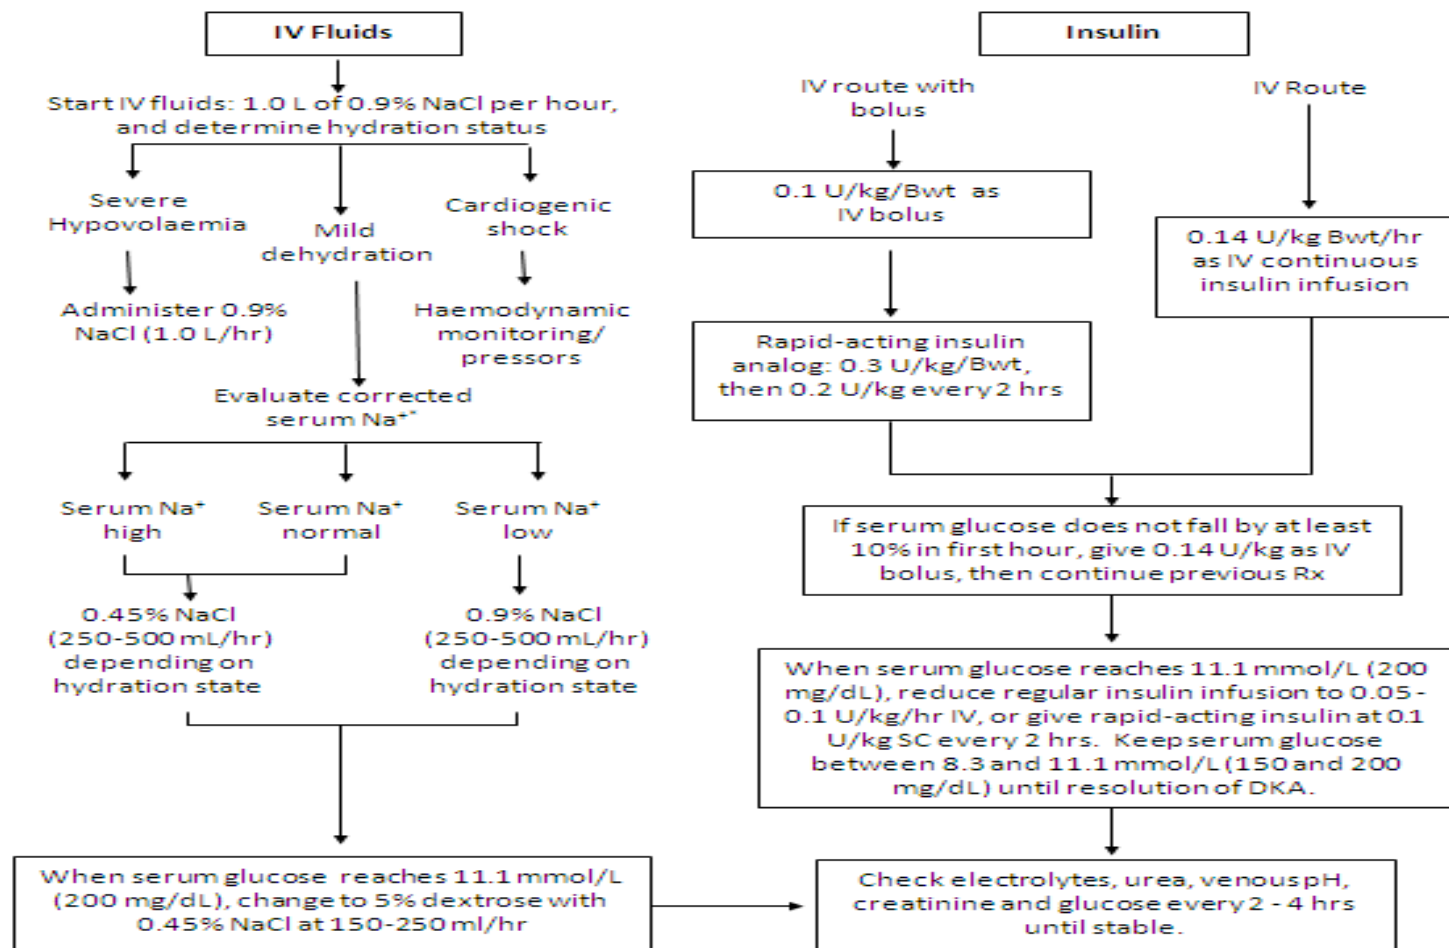 IV Fluids
Start IV fluids: 1.0 L of 0.9% NaCl per hour,
and determine hydration status
Severe
Hypovolaemia
Mild
dehydration
Cardiogenic
shock
Administer 0.9%
NaCl (1.0 L/hr)
Haemodynamic
monitoring/
pressors
Evaluate corrected
serum Na⁺*
Serum Na⁺
high
Serum Na⁺
normal
Serum Na⁺
low
0.45% NaCl
(250-500 mL/hr)
depending on
hydration state
0.9% NaCl
(250-500 mL/hr)
depending on
hydration state
When serum glucose reaches 11.1 mmol/L
(200 mg/dL), change to 5% dextrose with
0.45% NaCl at 150-250 ml/hr
Insulin
IV route with
bolus
IV Route
0.1 U/kg/Bwt as
IV bolus
0.14 U/kg Bwt/hr
as IV continuous
insulin infusion
Rapid-acting insulin
analog: 0.3 U/kg/Bwt,
then 0.2 U/kg every 2 hrs
If serum glucose does not fall by at least
10% in first hour, give 0.14 U/kg as IV
bolus, then continue previous Rx
When serum glucose reaches 11.1 mmol/L (200
mg/dL), reduce regular insulin infusion to 0.05 -
0.1 U/kg/hr IV, or give rapid-acting insulin at 0.1
U/kg SC every 2 hrs. Keep serum glucose
between 8.3 and 11.1 mmol/L (150 and 200
mg/dL) until resolution of DKA.
Check electrolytes, urea, venous pH,
creatinine and glucose every 2 - 4 hrs
until stable.